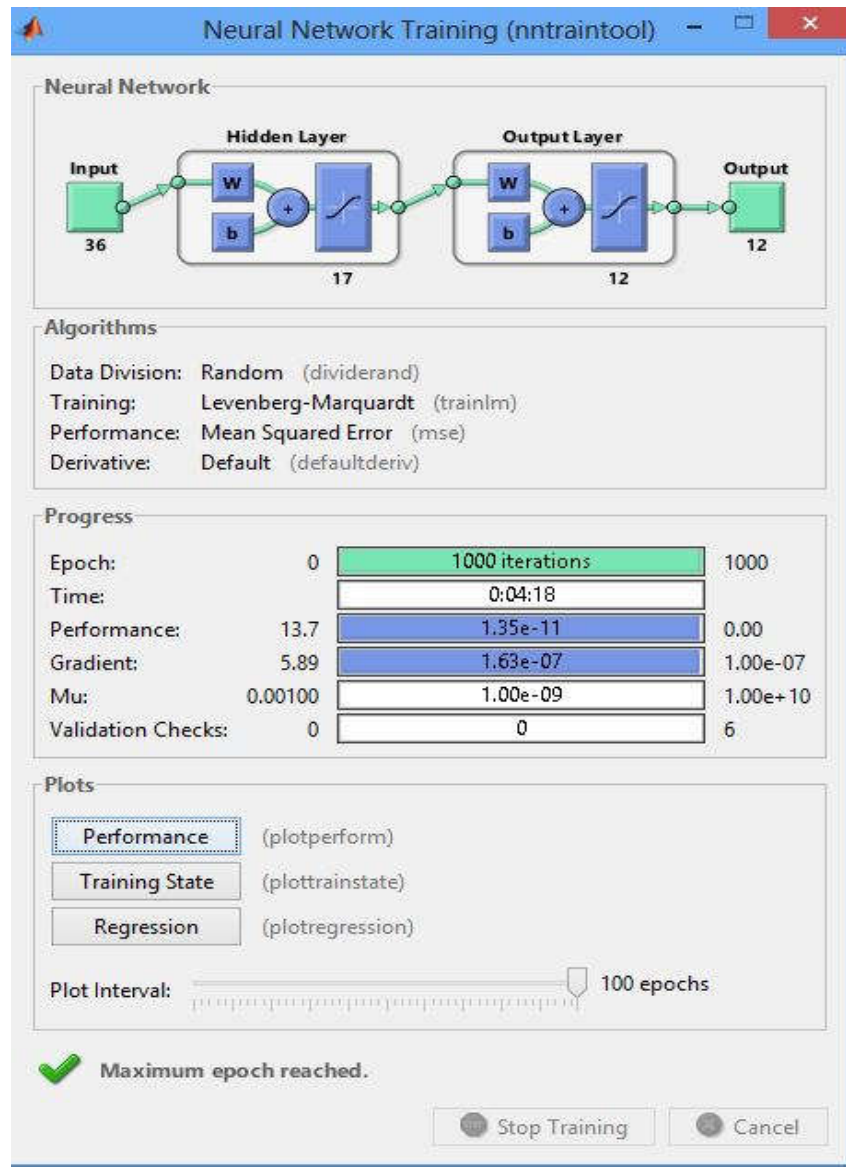 Neural Network Training (nntraintool)
Neural Network
Hidden Layer
Output Layer
Input
Output
W
b
+
W
b
+
36
17
12
12
Algorithms
Data Division: Random (dividerand)
Training: Levenberg-Marquardt (trainlm)
Performance: Mean Squared Error (mse)
Derivative: Default (defaultderiv)
Progress
Epoch: 0 1000 iterations 1000
Time: 0:04:18
Performance: 13.7 1.35e-11 0.00
Gradient: 5.89 1.63e-07 1.00e-07
Mu: 0.00100 1.00e-09 1.00e+10
Validation Checks: 0 0 6
Plots
Performance (plotperform)
Training State (plottrainstate)
Regression (plotregression)
Plot Interval: 100 epochs
Maximum epoch reached.
Stop Training Cancel